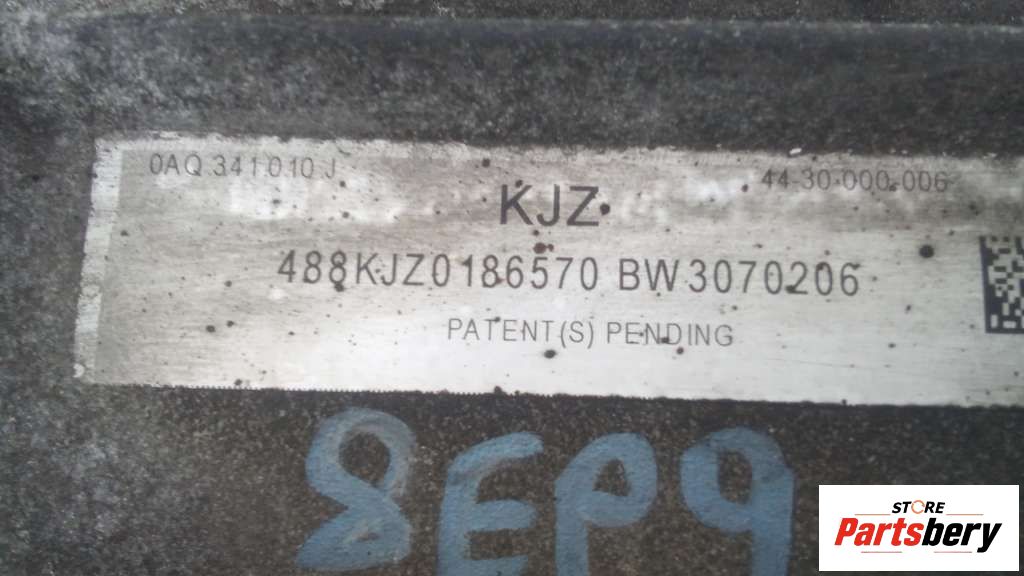 0AQ 341 010 J
44-30-000-006
KJZ
488KJZ0186570 BW3070206
PATENT(S) PENDING
8EP9
STORE
Partsbery